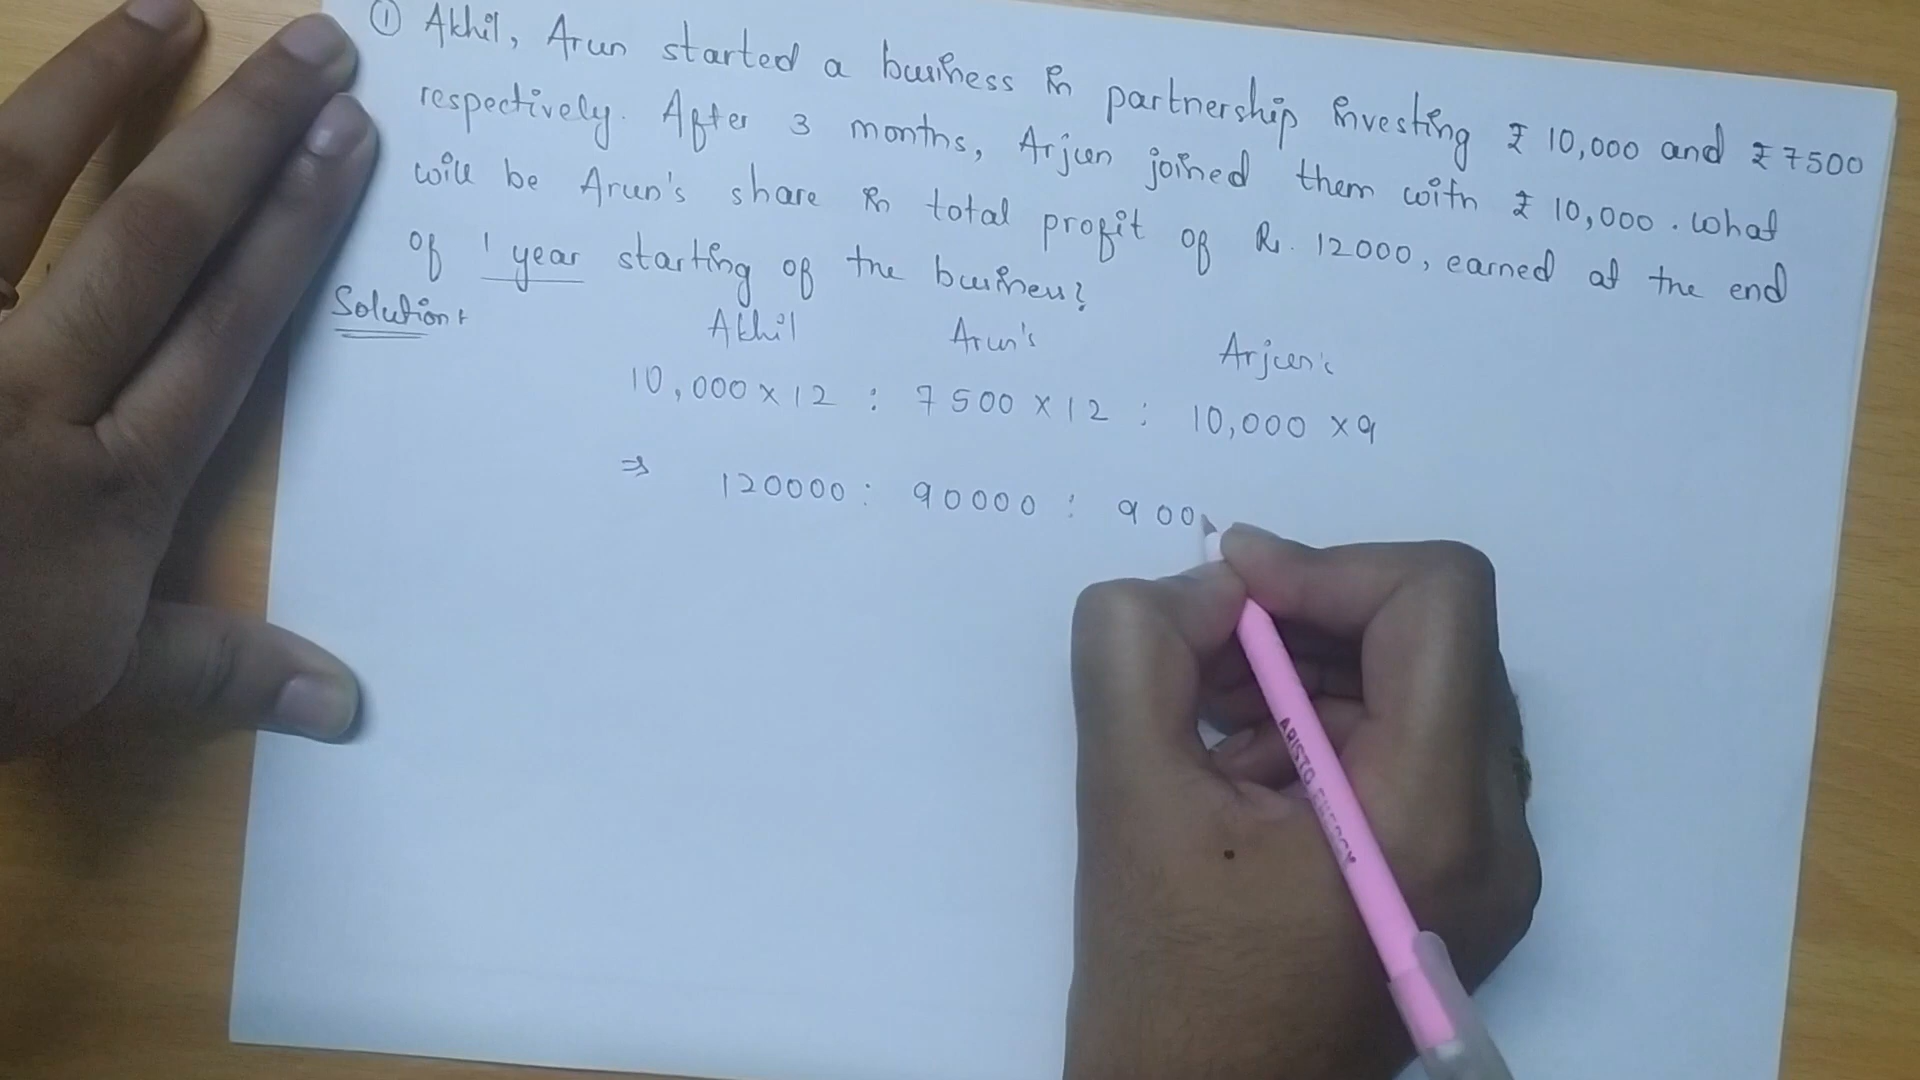 ① Akhil, Arun started a business in partnership investing ₹ 10,000 and ₹ 7500
respectively. After 3 months, Arjun joined them with ₹ 10,000. What
will be Arun's share in total profit of Rs. 12000, earned at the end
of 1 year starting of the business?
Solution:
Akhil Arun's Arjun's
10,000 × 12 : 7500 × 12 : 10,000 × 9
⇒ 120000 : 90000 : 900
ARISTO ENERGY